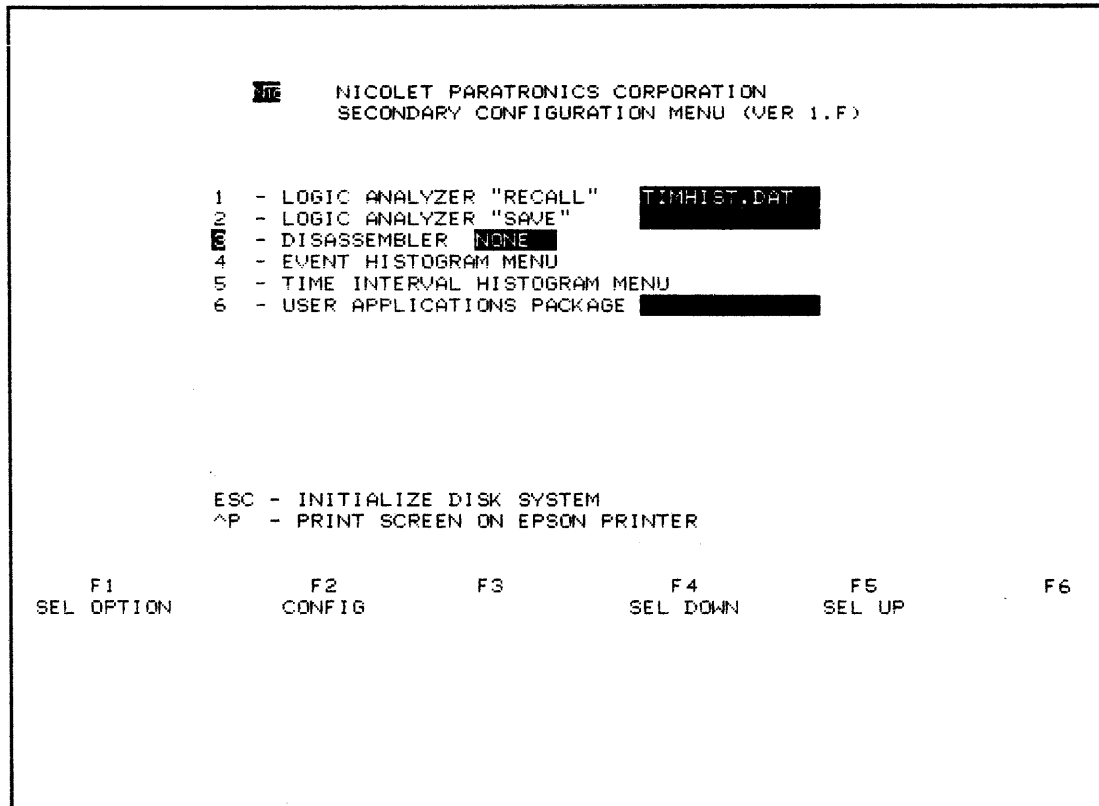 NIC NICOLET PARATRONICS CORPORATION
SECONDARY CONFIGURATION MENU (VER 1.F)
1 - LOGIC ANALYZER "RECALL" TIMHIST.DAT
2 - LOGIC ANALYZER "SAVE"
3 - DISASSEMBLER NONE
4 - EVENT HISTOGRAM MENU
5 - TIME INTERVAL HISTOGRAM MENU
6 - USER APPLICATIONS PACKAGE
ESC - INITIALIZE DISK SYSTEM
^P - PRINT SCREEN ON EPSON PRINTER
F1 F2 F3 F4 F5 F6
SEL OPTION CONFIG SEL DOWN SEL UP